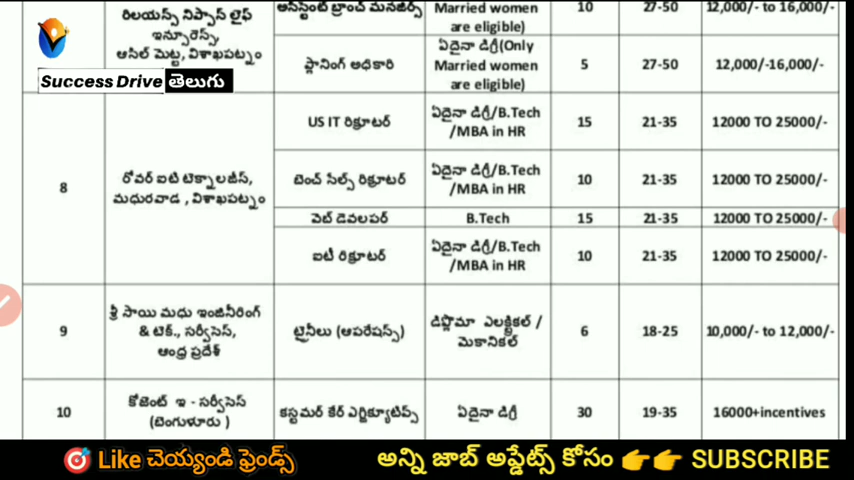 రిలయన్స్ నిప్పాన్ లైఫ్
ఇన్సూరెన్స్,
ఆసిల్ మెట్ట, విశాఖపట్నం
అసిస్టెంట్ బ్రాంచ్ మేనేజర్స్
Married women
are eligible)
10
27-50
12,000/- to 16,000/-
ప్లానింగ్ అధికారి
ఏదైనా డిగ్రీ(Only
Married women
are eligible)
5
27-50
12,000/-16,000/-
Success Drive తెలుగు
8
రోవర్ ఐటి టెక్నాలజీస్,
మధురవాడ , విశాఖపట్నం
US IT రిక్రూటర్
ఏదైనా డిగ్రీ/B.Tech
/MBA in HR
15
21-35
12000 TO 25000/-
బెంచ్ సేల్స్ రిక్రూటర్
ఏదైనా డిగ్రీ/B.Tech
/MBA in HR
10
21-35
12000 TO 25000/-
వెబ్ డెవలపర్
B.Tech
15
21-35
12000 TO 25000/-
ఐటీ రిక్రూటర్
ఏదైనా డిగ్రీ/B.Tech
/MBA in HR
10
21-35
12000 TO 25000/-
9
శ్రీ సాయి మధు ఇంజినీరింగ్
& టెక్., సర్వీసెస్,
ఆంధ్ర ప్రదేశ్
ట్రైనీలు (ఆపరేషన్స్)
డిప్లొమా ఎలక్ట్రికల్ /
మెకానికల్
6
18-25
10,000/- to 12,000/-
10
కోజెంట్ ఇ - సర్వీసెస్
(బెంగుళూరు )
కస్టమర్ కేర్ ఎగ్జిక్యూటివ్స్
ఏదైనా డిగ్రీ
30
19-35
16000+incentives
Like చెయ్యండి ఫ్రెండ్స్
అన్ని జాబ్ అప్డేట్స్ కోసం SUBSCRIBE